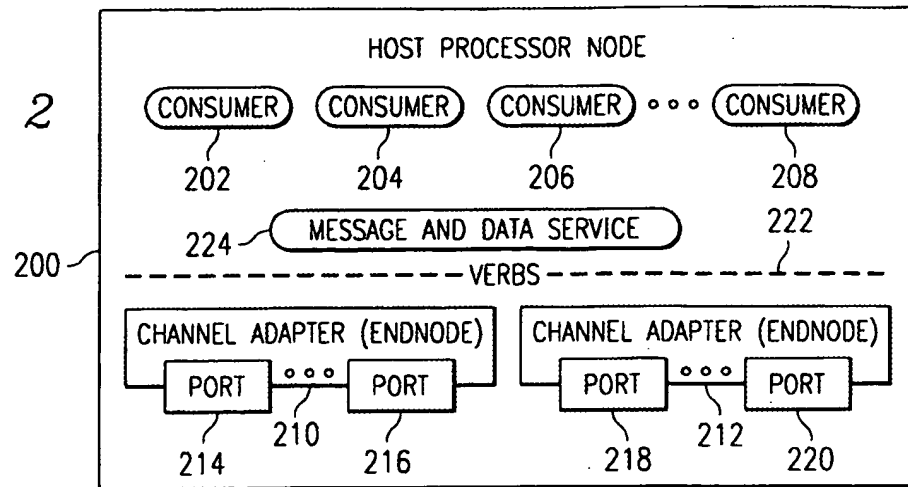 HOST PROCESSOR NODE
2
CONSUMER CONSUMER CONSUMER CONSUMER
202 204 206 208
224 MESSAGE AND DATA SERVICE 222
200
VERBS
CHANNEL ADAPTER (ENDNODE) CHANNEL ADAPTER (ENDNODE)
PORT PORT PORT PORT
210 212
214 216 218 220